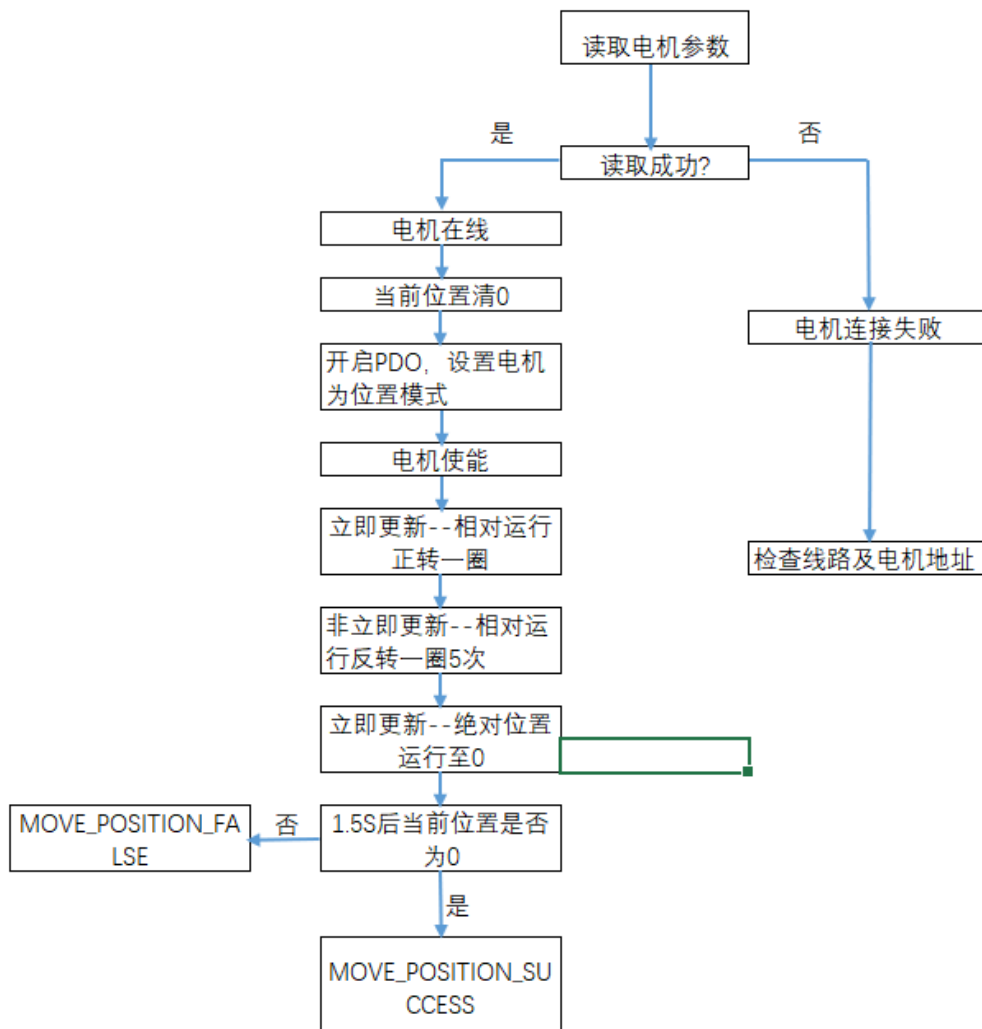 读取电机参数
是
否
读取成功?
电机在线
当前位置清0
电机连接失败
开启PDO，设置电机
为位置模式
电机使能
立即更新--相对运行
正转一圈
检查线路及电机地址
非立即更新--相对运
行反转一圈5次
立即更新--绝对位置
运行至0
MOVE_POSITION_FA
LSE
否
1.5S后当前位置是否
为0
是
MOVE_POSITION_SU
CCESS